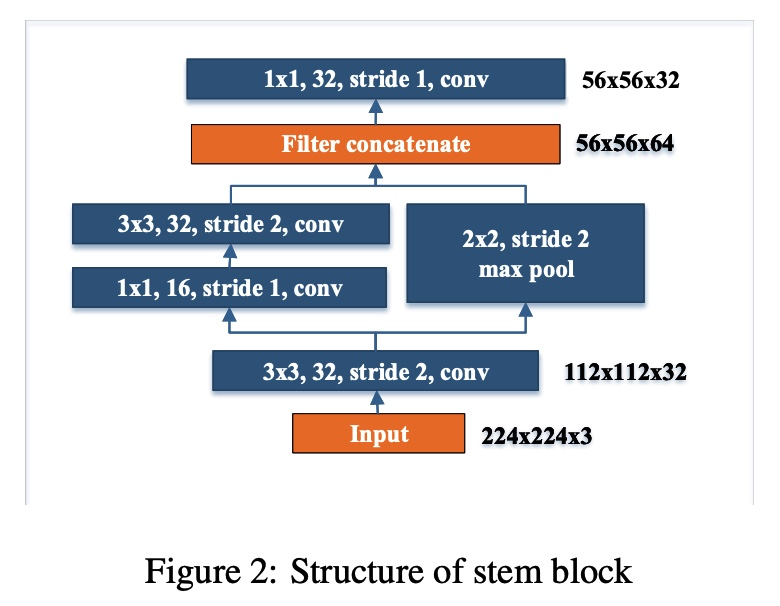 1x1, 32, stride 1, conv
56x56x32
Filter concatenate
56x56x64
3x3, 32, stride 2, conv
2x2, stride 2
max pool
1x1, 16, stride 1, conv
3x3, 32, stride 2, conv
112x112x32
Input
224x224x3
Figure 2: Structure of stem block